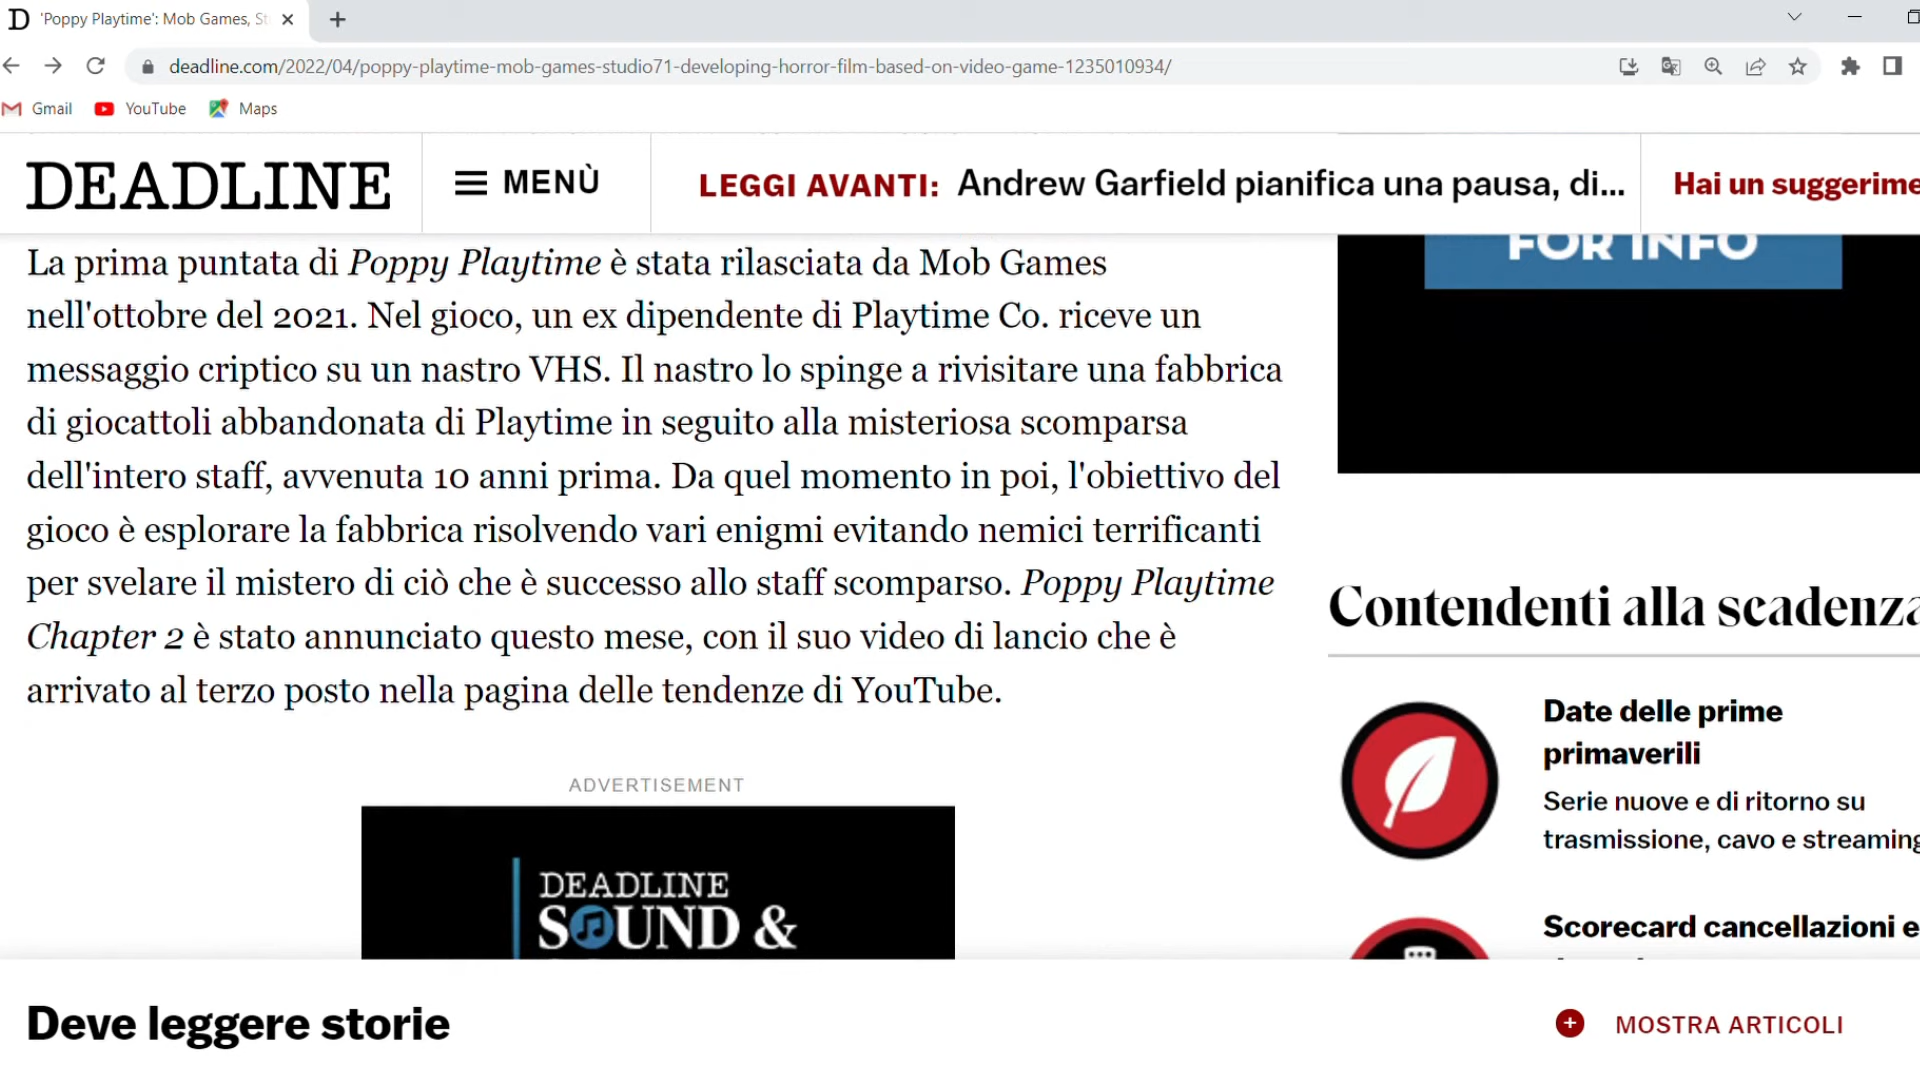 'Poppy Playtime': Mob Games, St
deadline.com/2022/04/poppy-playtime-mob-games-studio71-developing-horror-film-based-on-video-game-1235010934/
Gmail YouTube Maps
DEADLINE
MENÙ
LEGGI AVANTI: Andrew Garfield pianifica una pausa, di...
Hai un suggerime
La prima puntata di Poppy Playtime è stata rilasciata da Mob Games
nell'ottobre del 2021. Nel gioco, un ex dipendente di Playtime Co. riceve un
messaggio criptico su un nastro VHS. Il nastro lo spinge a rivisitare una fabbrica
di giocattoli abbandonata di Playtime in seguito alla misteriosa scomparsa
dell'intero staff, avvenuta 10 anni prima. Da quel momento in poi, l'obiettivo del
gioco è esplorare la fabbrica risolvendo vari enigmi evitando nemici terrificanti
per svelare il mistero di ciò che è successo allo staff scomparso. Poppy Playtime
Chapter 2 è stato annunciato questo mese, con il suo video di lancio che è
arrivato al terzo posto nella pagina delle tendenze di YouTube.
ADVERTISEMENT
DEADLINE
SOUND &
FOR INFO
Contendenti alla scadenza
Date delle prime
primaverili
Serie nuove e di ritorno su
trasmissione, cavo e streaming
Scorecard cancellazioni e
Deve leggere storie
MOSTRA ARTICOLI